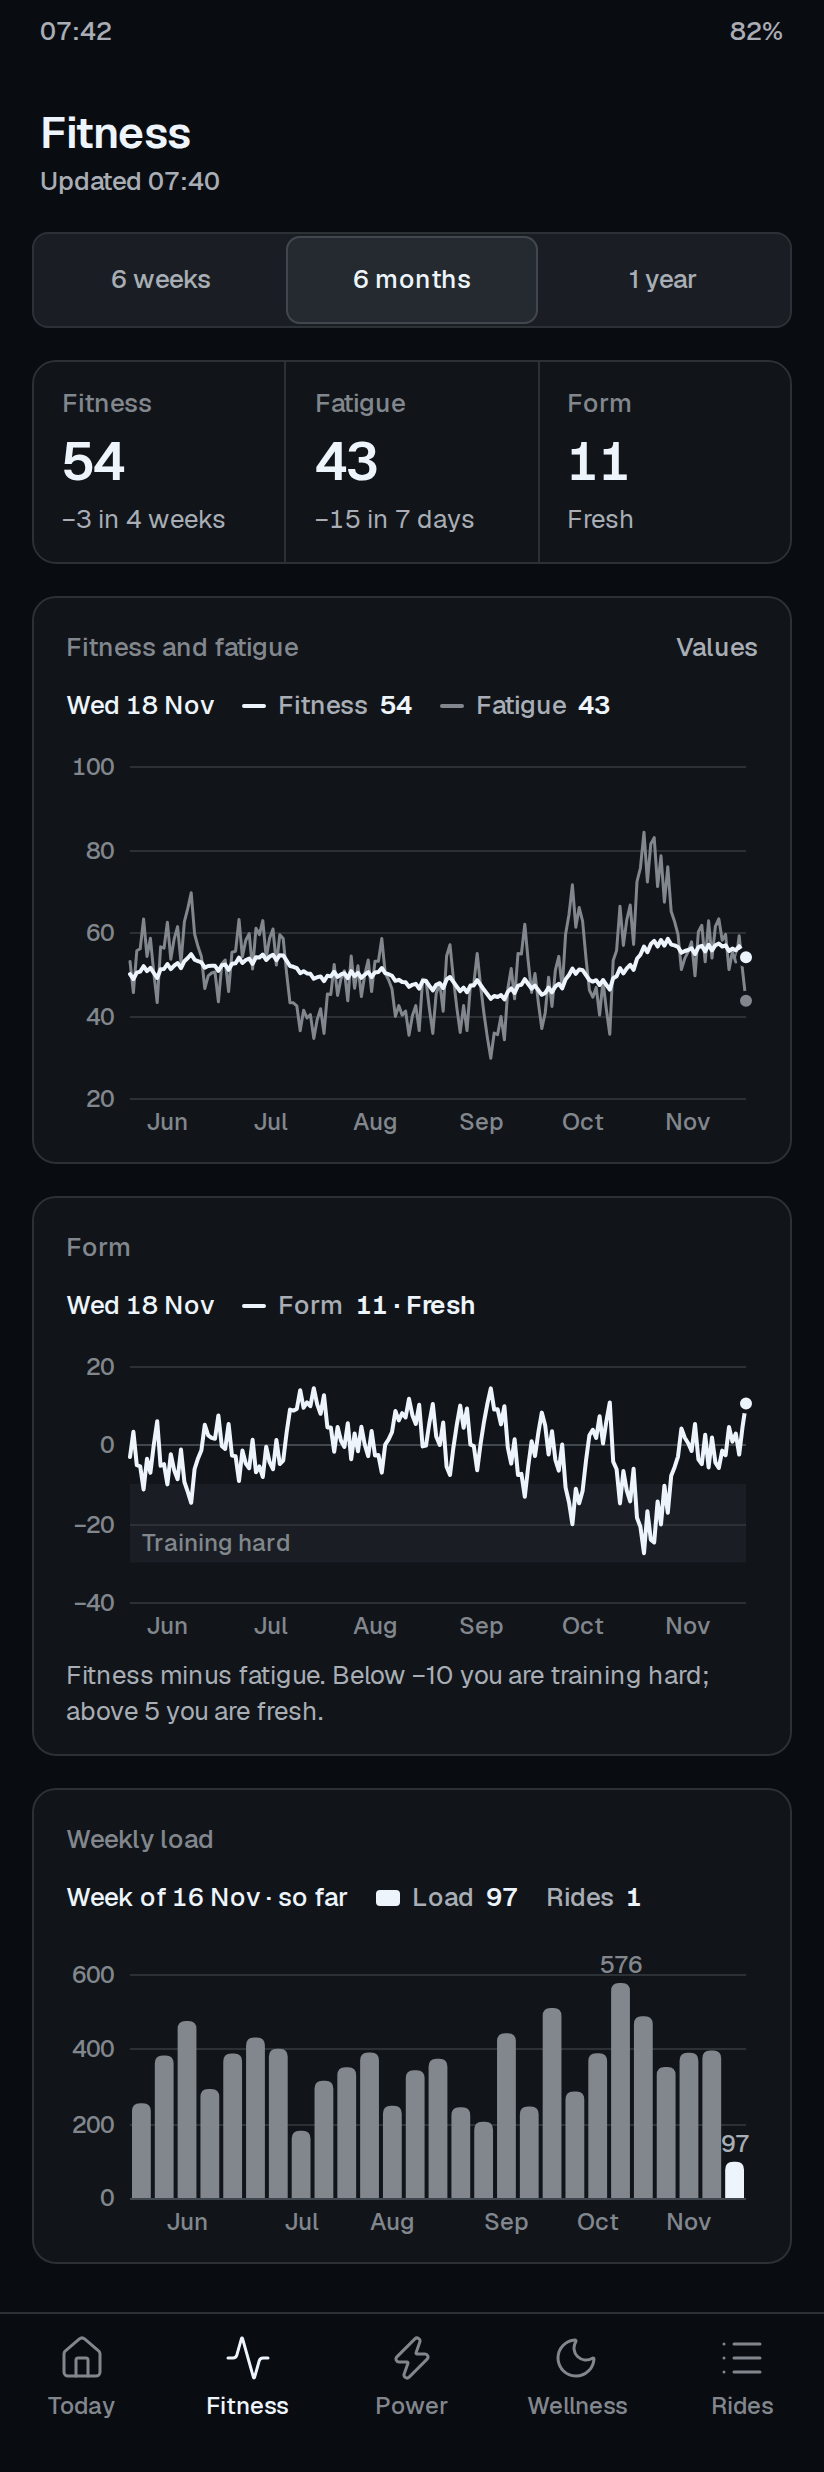 07:42 82%
Fitness
Updated 07:40
6 weeks 6 months 1 year
Fitness Fatigue Form
54 43 11
−3 in 4 weeks −15 in 7 days Fresh
Fitness and fatigue Values
Wed 18 Nov Fitness 54 Fatigue 43
100
80
60
40
20
Jun Jul Aug Sep Oct Nov
Form
Wed 18 Nov Form 11 · Fresh
20
0
−20
Training hard
−40
Jun Jul Aug Sep Oct Nov
Fitness minus fatigue. Below −10 you are training hard;
above 5 you are fresh.
Weekly load
Week of 16 Nov · so far Load 97 Rides 1
576
600
400
200
97
0
Jun Jul Aug Sep Oct Nov
Today Fitness Power Wellness Rides